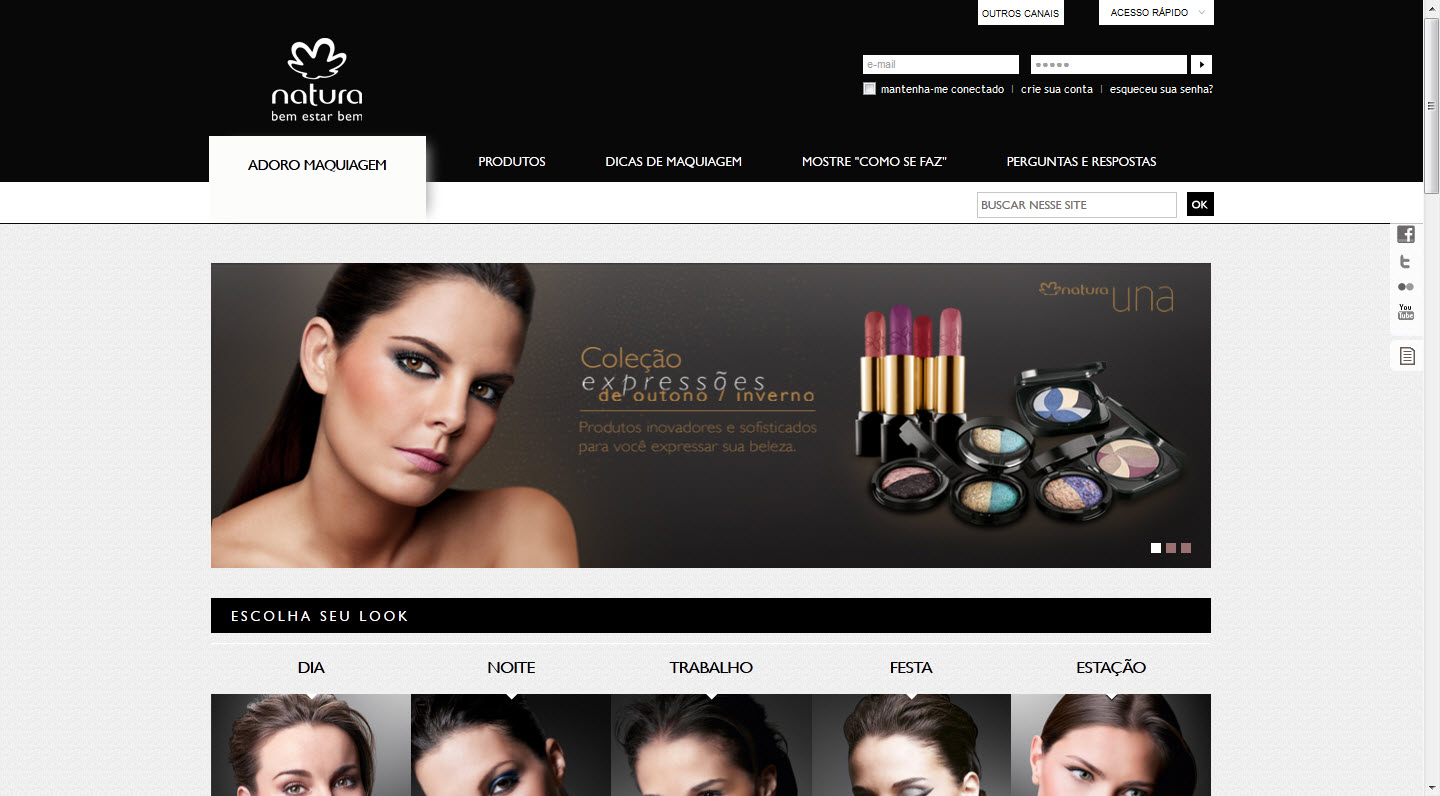 OUTROS CANAIS
ACESSO RÁPIDO
natura
bem estar bem
e-mail
mantenha-me conectado | crie sua conta | esqueceu sua senha?
ADORO MAQUIAGEM
PRODUTOS
DICAS DE MAQUIAGEM
MOSTRE "COMO SE FAZ"
PERGUNTAS E RESPOSTAS
BUSCAR NESSE SITE
OK
natura una
Coleção
expressões
de outono / inverno
Produtos inovadores e sofisticados
para você expressar sua beleza.
You
Tube
ESCOLHA SEU LOOK
DIA
NOITE
TRABALHO
FESTA
ESTAÇÃO